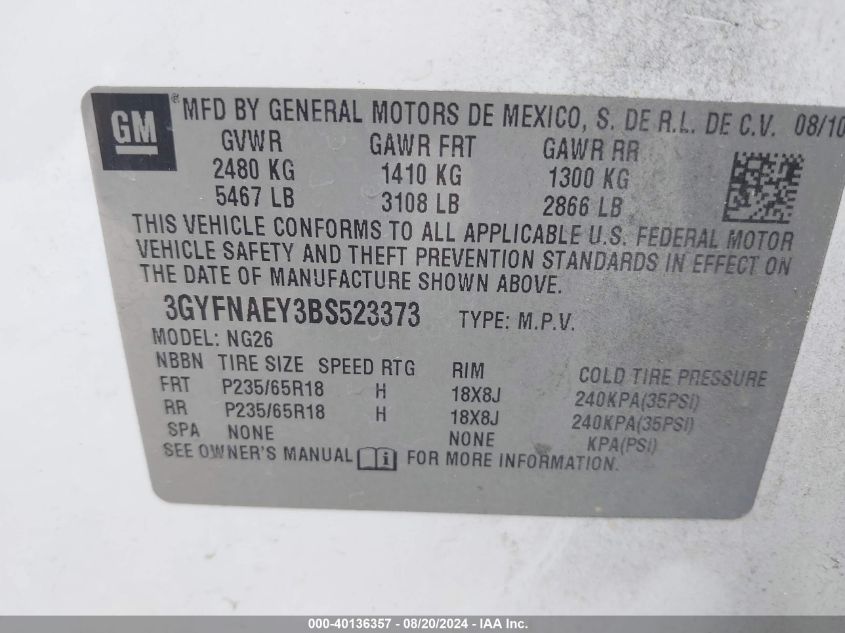 GM ® MFD BY GENERAL MOTORS DE MEXICO, S. DE R.L. DE C.V. 08/10
GVWR GAWR FRT GAWR RR
2480 KG 1410 KG 1300 KG
5467 LB 3108 LB 2866 LB
THIS VEHICLE CONFORMS TO ALL APPLICABLE U.S. FEDERAL MOTOR
VEHICLE SAFETY AND THEFT PREVENTION STANDARDS IN EFFECT ON
THE DATE OF MANUFACTURE SHOWN ABOVE.
3GYFNAEY3BS523373 TYPE: M.P.V.
MODEL: NG26
NBBN TIRE SIZE SPEED RTG RIM COLD TIRE PRESSURE
FRT P235/65R18 H 18X8J 240KPA(35PSI)
RR P235/65R18 H 18X8J 240KPA(35PSI)
SPA NONE NONE KPA(PSI)
SEE OWNER'S MANUAL i FOR MORE INFORMATION.
000-40136357 - 08/20/2024 - IAA Inc.